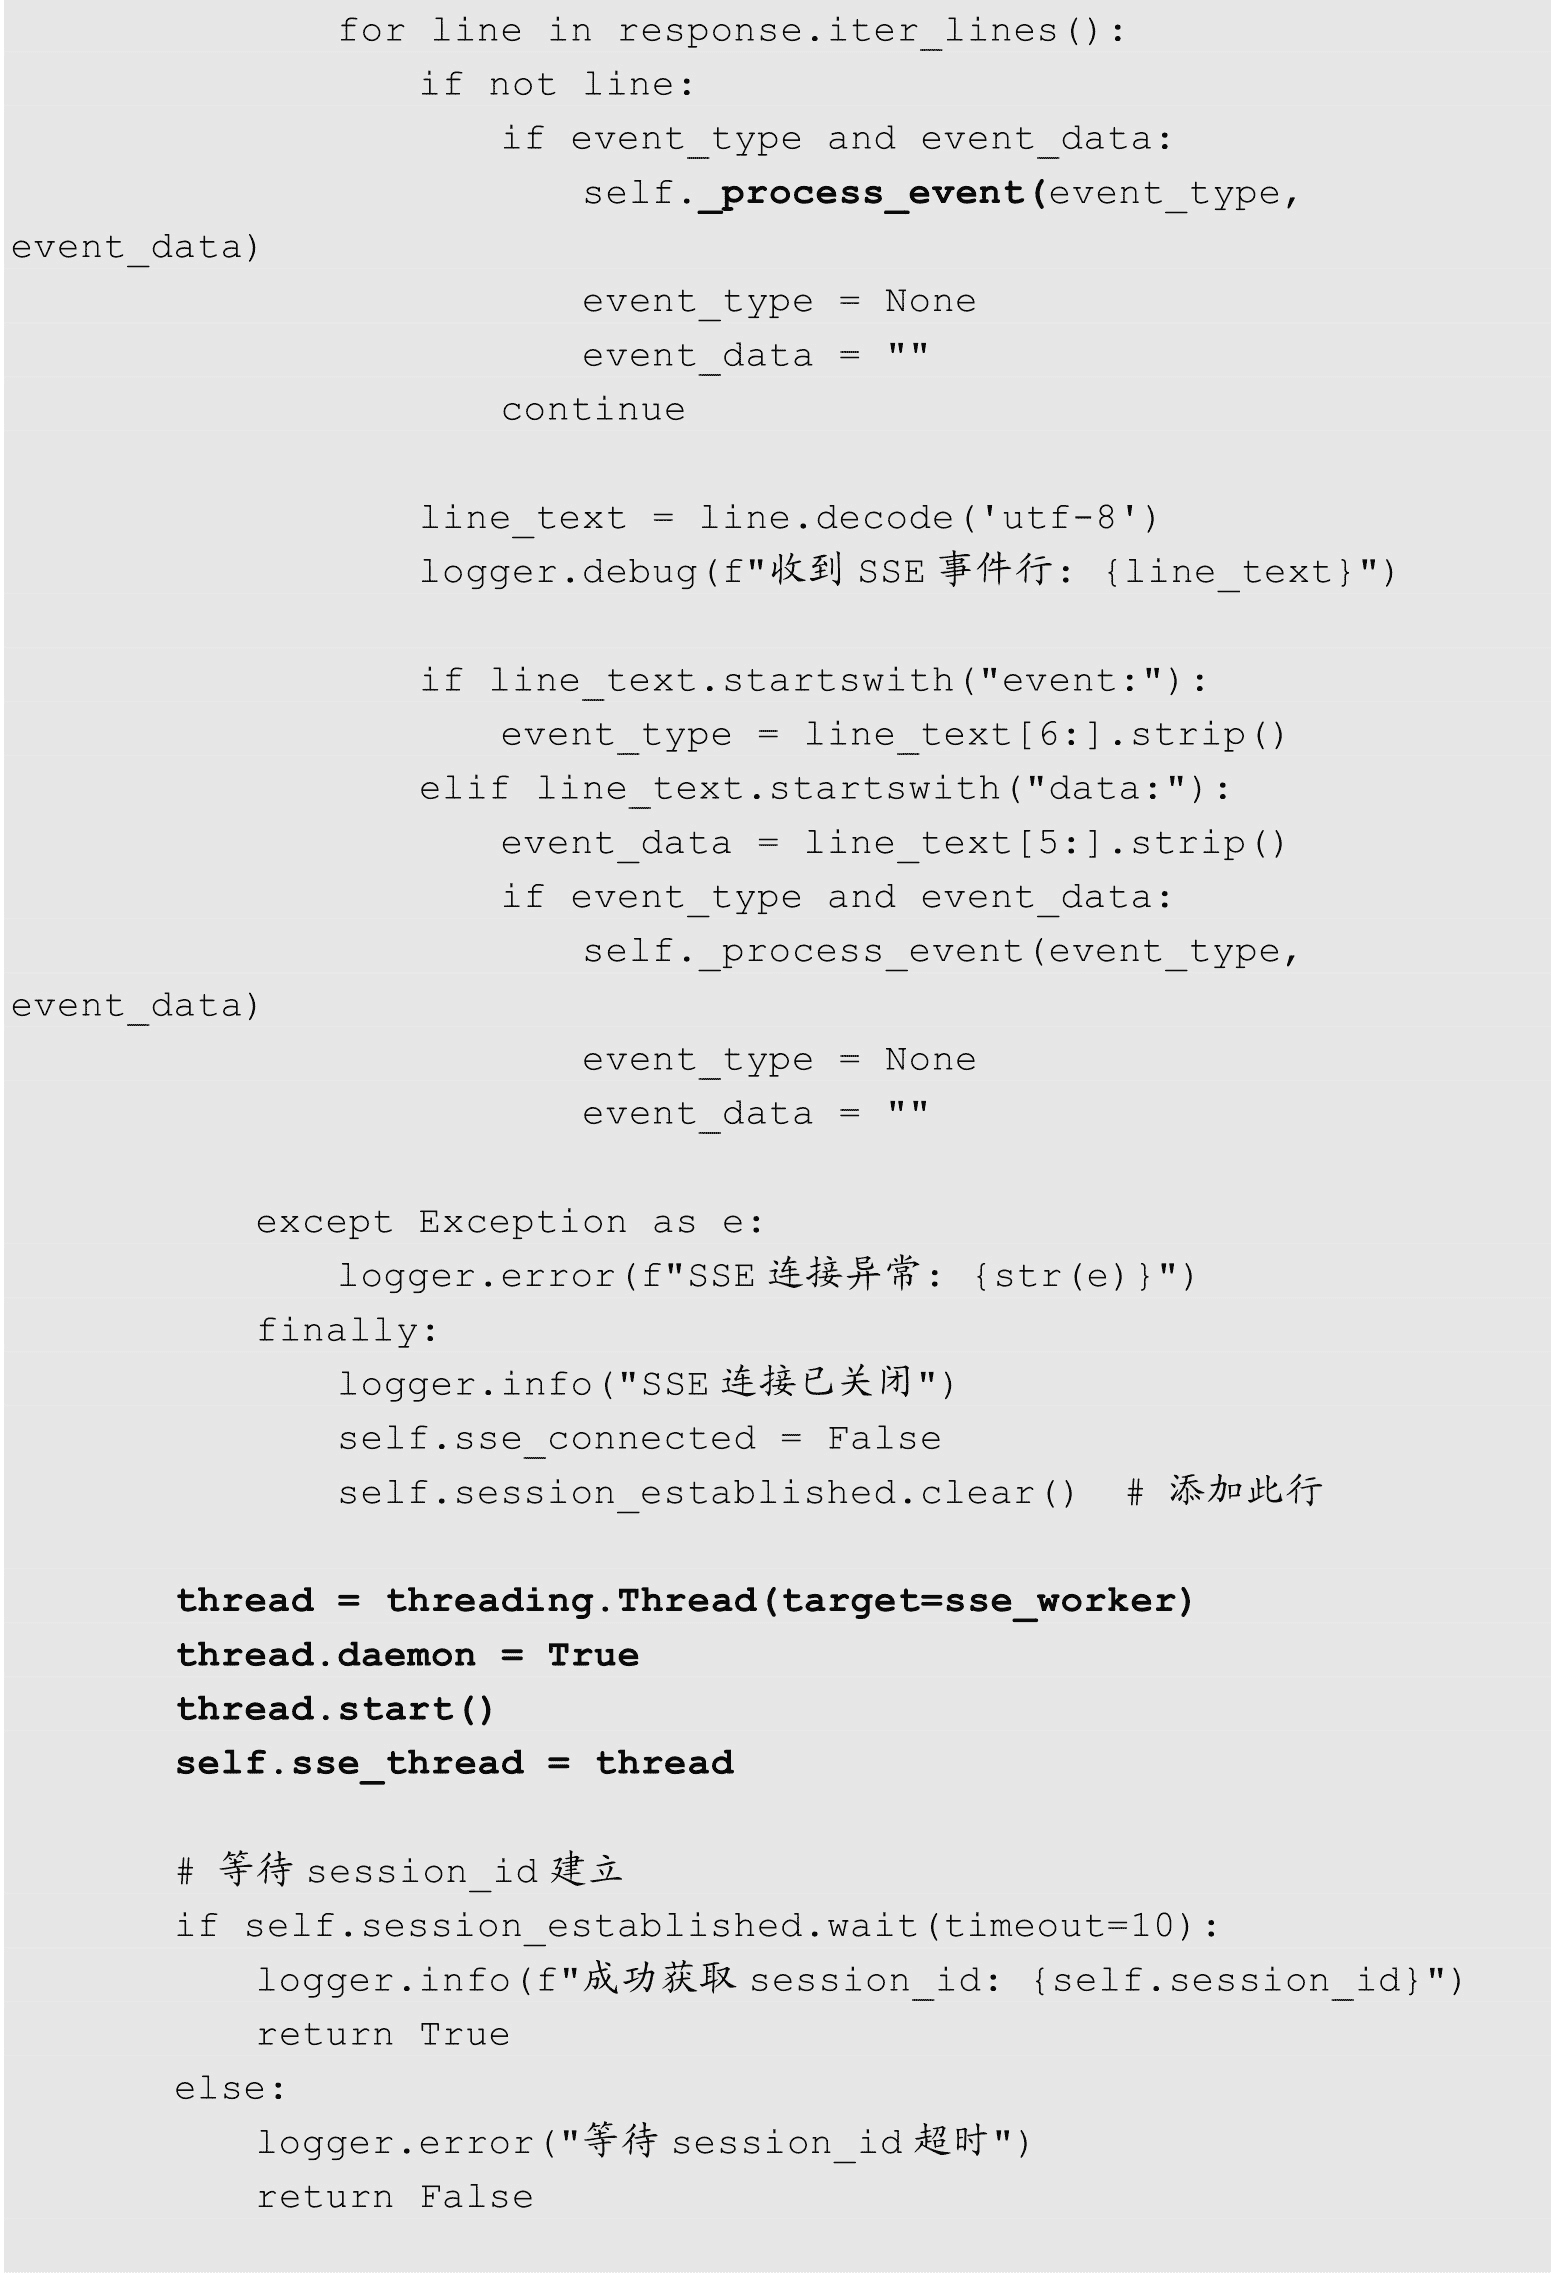 for line in response.iter_lines():
if not line:
if event_type and event_data:
self._process_event(event_type,
event_data)
event_type = None
event_data = ""
continue
line_text = line.decode('utf-8')
logger.debug(f"收到 SSE 事件行: {line_text}")
if line_text.startswith("event:"):
event_type = line_text[6:].strip()
elif line_text.startswith("data:"):
event_data = line_text[5:].strip()
if event_type and event_data:
self._process_event(event_type,
event_data)
event_type = None
event_data = ""
except Exception as e:
logger.error(f"SSE 连接异常: {str(e)}")
finally:
logger.info("SSE 连接已关闭")
self.sse_connected = False
self.session_established.clear()  # 添加此行
thread = threading.Thread(target=sse_worker)
thread.daemon = True
thread.start()
self.sse_thread = thread
# 等待 session_id 建立
if self.session_established.wait(timeout=10):
logger.info(f"成功获取 session_id: {self.session_id}")
return True
else:
logger.error("等待 session_id 超时")
return False